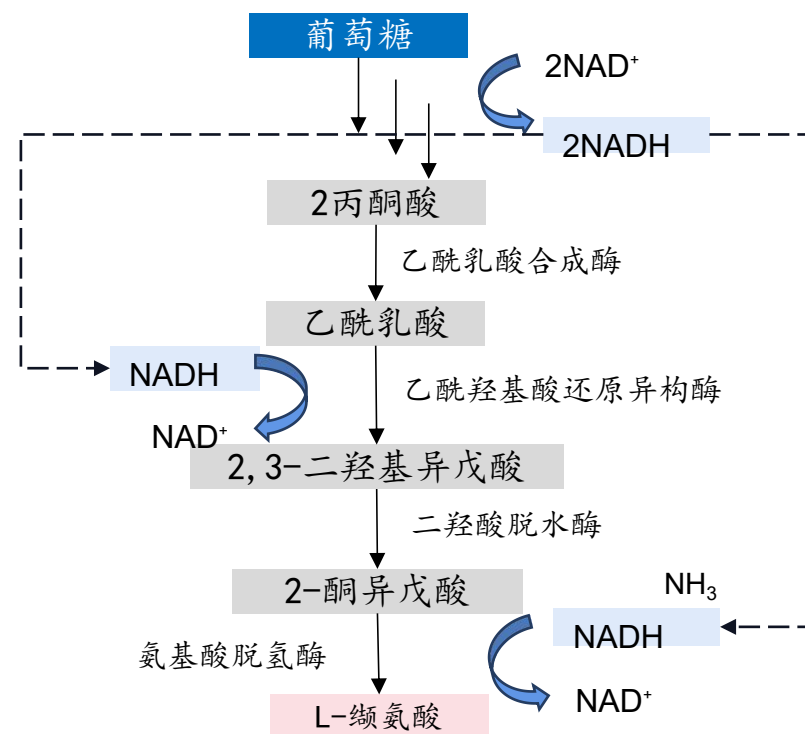 葡萄糖
2NAD⁺
2NADH
2丙酮酸
乙酰乳酸合成酶
乙酰乳酸
NADH
乙酰羟基酸还原异构酶
NAD⁺
2,3-二羟基异戊酸
二羟酸脱水酶
2-酮异戊酸
NH₃
NADH
氨基酸脱氢酶
NAD⁺
L-缬氨酸